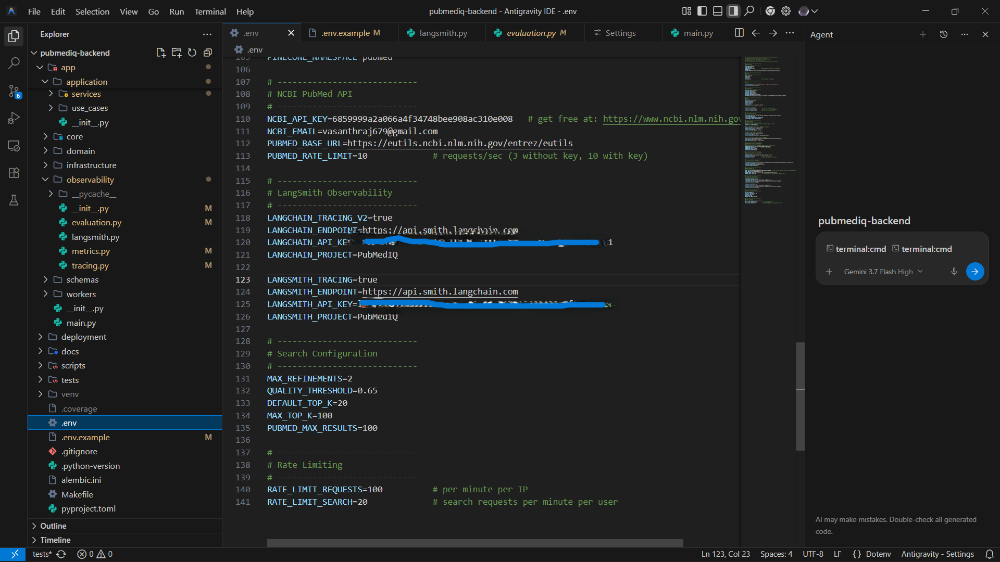 File Edit Selection View Go Run Terminal Help
pubmediq-backend - Antigravity IDE - .env
Explorer
pubmediq-backend
app
application
services
use_cases
__init__.py
core
domain
infrastructure
observability
__pycache__
__init__.py M
evaluation.py M
langsmith.py
metrics.py M
tracing.py M
schemas
workers
__init__.py
main.py
deployment
docs
scripts
tests
venv
.coverage
.env
.env.example M
.gitignore
.python-version
alembic.ini
Makefile
pyproject.toml
Outline
Timeline
6
.env
.env.example M
langsmith.py
evaluation.py M
Settings
main.py
.env
105 PINECONE_NAMESPACE=pubmed
106
107 # ----------------------------
108 # NCBI PubMed API
109 # ----------------------------
110 NCBI_API_KEY=6859999a2a066a4f34748bee908ac310e008 # get free at: https://www.ncbi.nlm.nih.gov
111 NCBI_EMAIL=vasanthraj679@gmail.com
112 PUBMED_BASE_URL=https://eutils.ncbi.nlm.nih.gov/entrez/eutils
113 PUBMED_RATE_LIMIT=10 # requests/sec (3 without key, 10 with key)
114
115 # ----------------------------
116 # LangSmith Observability
117 # ----------------------------
118 LANGCHAIN_TRACING_V2=true
119 LANGCHAIN_ENDPOINT=https://api.smith.langchain.com
120 LANGCHAIN_API_KE 1
121 LANGCHAIN_PROJECT=PubMedIQ
122
123 LANGSMITH_TRACING=true
124 LANGSMITH_ENDPOINT=https://api.smith.langchain.com
125 LANGSMITH_API_KEY=
126 LANGSMITH_PROJECT=PubMedIQ
127
128 # ----------------------------
129 # Search Configuration
130 # ----------------------------
131 MAX_REFINEMENTS=2
132 QUALITY_THRESHOLD=0.65
133 DEFAULT_TOP_K=20
134 MAX_TOP_K=100
135 PUBMED_MAX_RESULTS=100
136
137 # ----------------------------
138 # Rate Limiting
139 # ----------------------------
140 RATE_LIMIT_REQUESTS=100 # per minute per IP
141 RATE_LIMIT_SEARCH=20 # search requests per minute per user
Agent
pubmediq-backend
terminal:cmd terminal:cmd
Gemini 3.7 Flash High
AI may make mistakes. Double-check all generated
code.
tests* 0 0
Ln 123, Col 23 Spaces: 4 UTF-8 LF {} Dotenv Antigravity - Settings